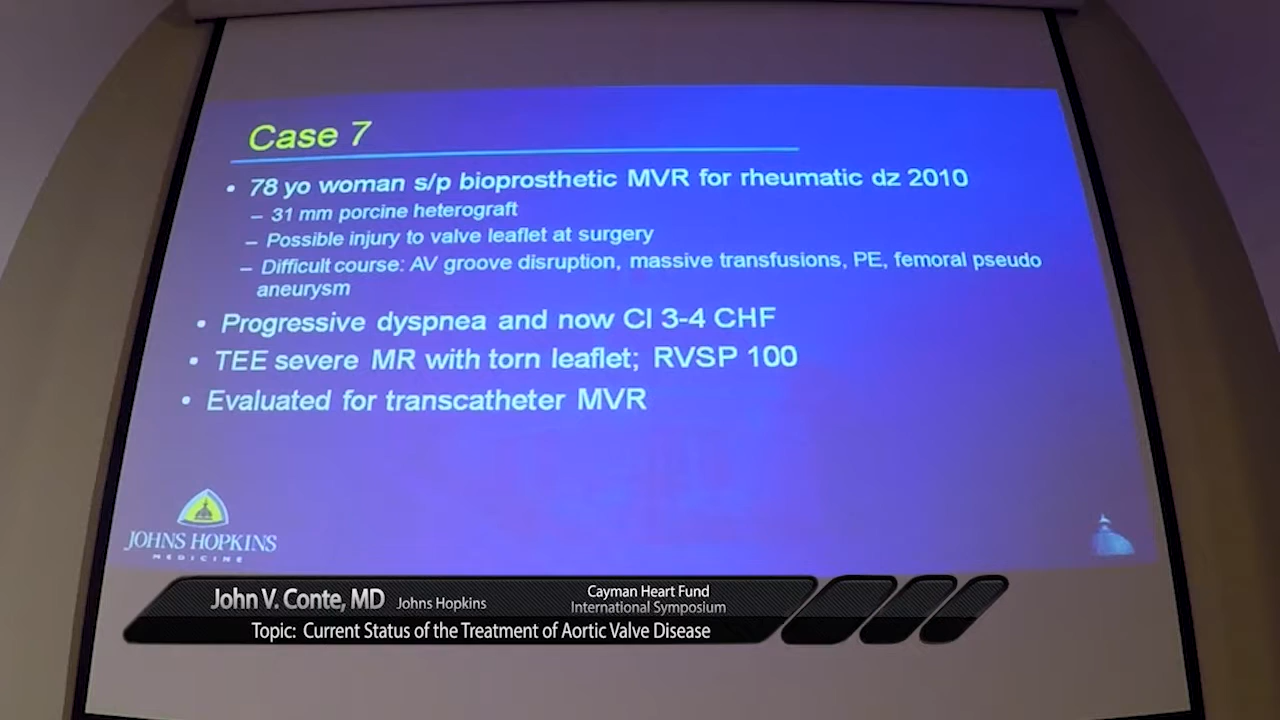 Case 7
• 78 yo woman s/p bioprosthetic MVR for rheumatic dz 2010
– 31 mm porcine heterograft
– Possible injury to valve leaflet at surgery
– Difficult course: AV groove disruption, massive transfusions, PE, femoral pseudo
aneurysm
• Progressive dyspnea and now Cl 3-4 CHF
• TEE severe MR with torn leaflet; RVSP 100
• Evaluated for transcatheter MVR
JOHNS HOPKINS
MEDICINE
John V. Conte, MD Johns Hopkins
Cayman Heart Fund
International Symposium
Topic: Current Status of the Treatment of Aortic Valve Disease